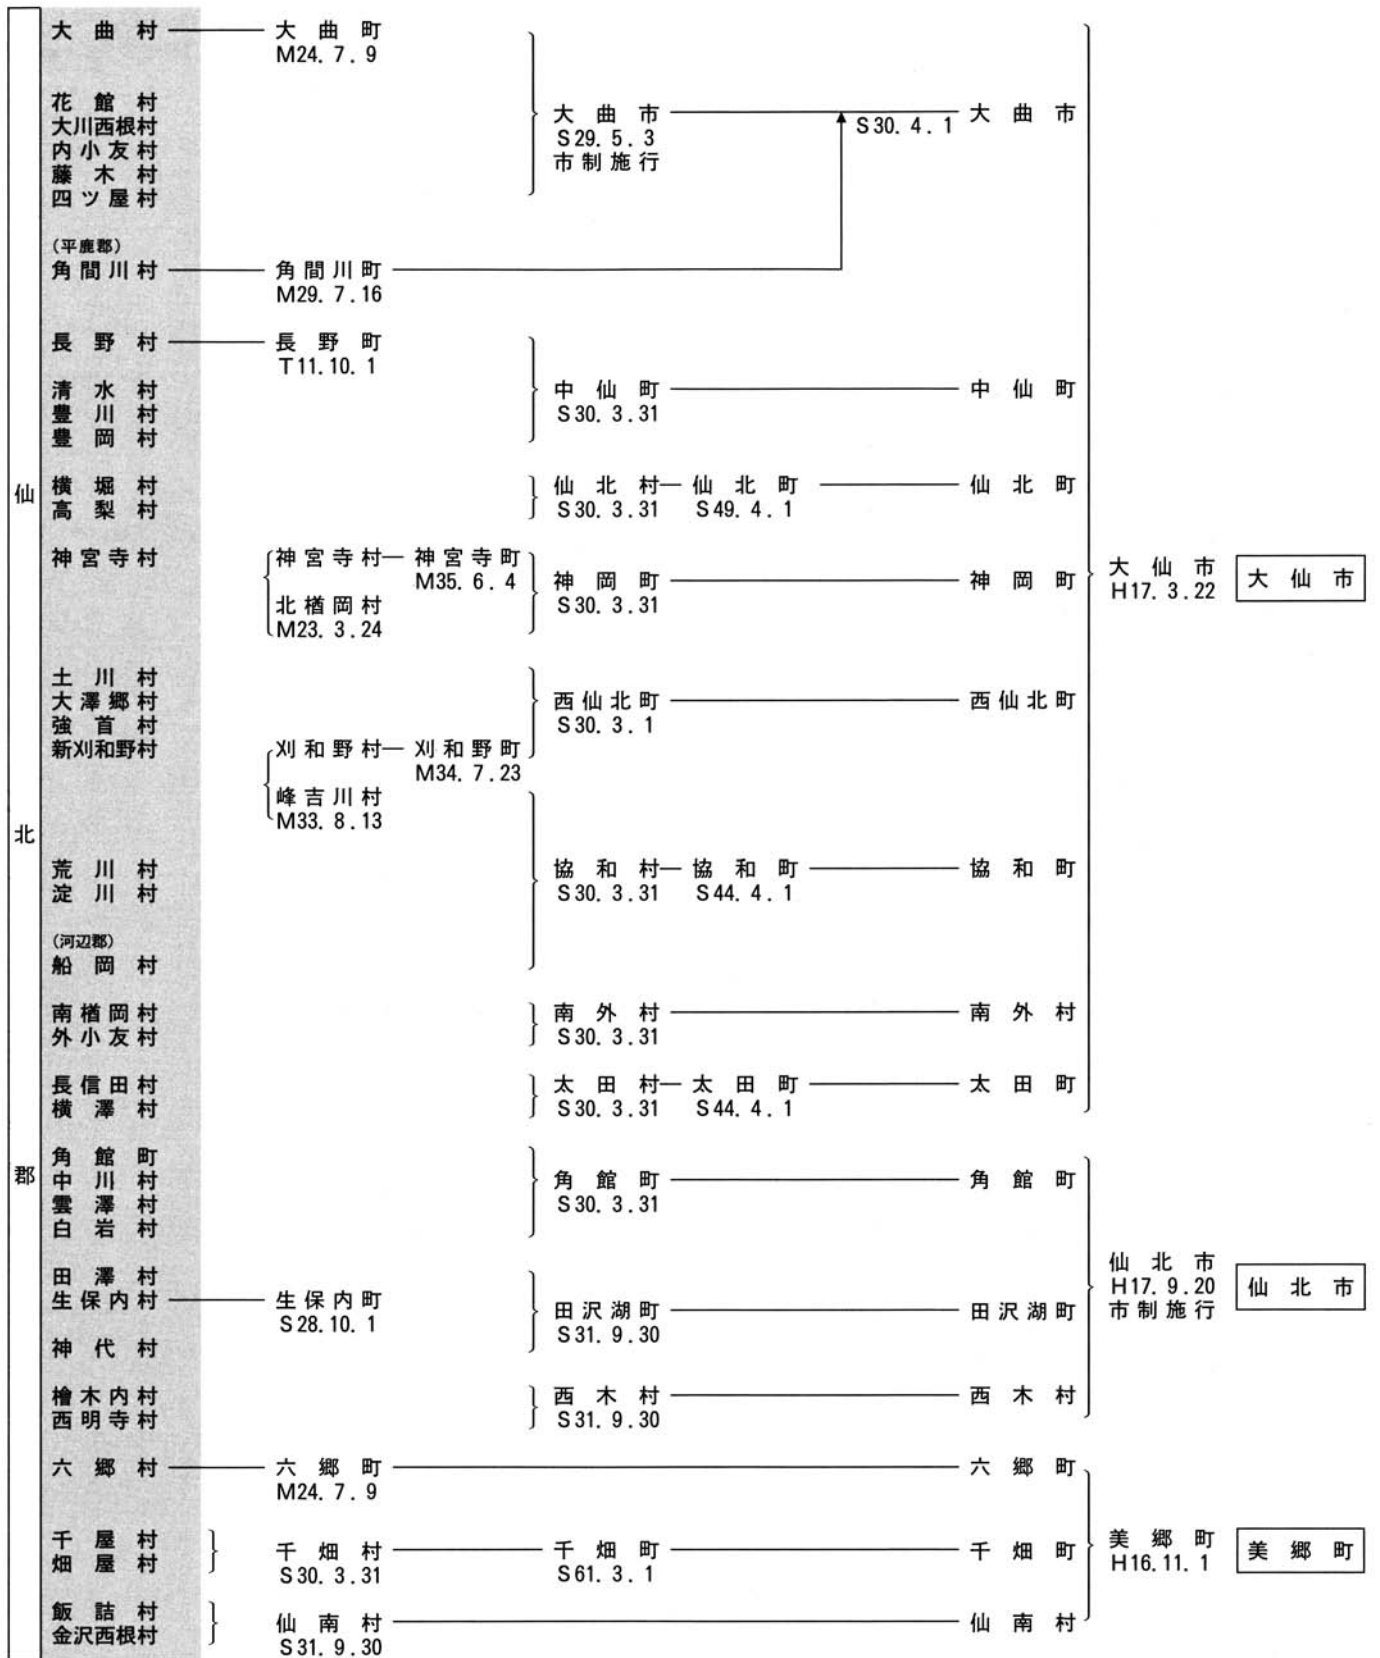 仙北郡
大曲村 大曲町
M24.7.9
花館村
大川西根村 大曲市 大曲市
S30.4.1
内小友村 S29.5.3
藤木村 市制施行
四ツ屋村
(平鹿郡)
角間川村 角間川町
M29.7.16
長野村 長野町
T11.10.1
清水村 中仙町 中仙町
豊川村 S30.3.31
豊岡村
横堀村 仙北村 仙北町 仙北町
高梨村 S30.3.31 S49.4.1
神宮寺村 神宮寺村 神宮寺町
M35.6.4
神岡町 神岡町 大仙市 大仙市
北楢岡村 S30.3.31 H17.3.22
M23.3.24
土川村
大澤郷村 西仙北町 西仙北町
強首村 S30.3.1
新刈和野村 刈和野村 刈和野町
M34.7.23
峰吉川村
M33.8.13
荒川村 協和村 協和町 協和町
淀川村 S30.3.31 S44.4.1
(河辺郡)
船岡村
南楢岡村 南外村 南外村
外小友村 S30.3.31
長信田村 太田村 太田町 太田町
横澤村 S30.3.31 S44.4.1
角館町
中川村 角館町 角館町
雲澤村 S30.3.31
白岩村
田澤村 仙北市
生保内村 生保内町 田沢湖町 田沢湖町 H17.9.20 仙北市
S28.10.1 S31.9.30 市制施行
神代村
檜木内村 西木村 西木村
西明寺村 S31.9.30
六郷村 六郷町 六郷町
M24.7.9
千屋村 千畑村 千畑町 千畑町 美郷町 美郷町
畑屋村 S30.3.31 S61.3.1 H16.11.1
飯詰村 仙南村 仙南村
金沢西根村 S31.9.30